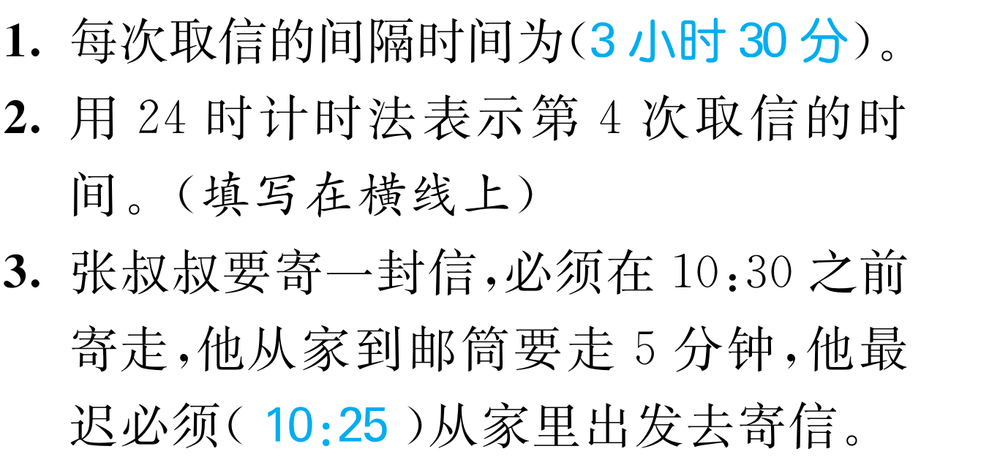 1. 每次取信的间隔时间为(3 小时 30 分)。
2. 用 24 时计时法表示第 4 次取信的时
间。(填写在横线上)
3. 张叔叔要寄一封信,必须在 10:30 之前
寄走,他从家到邮筒要走 5 分钟,他最
迟必须( 10:25 )从家里出发去寄信。